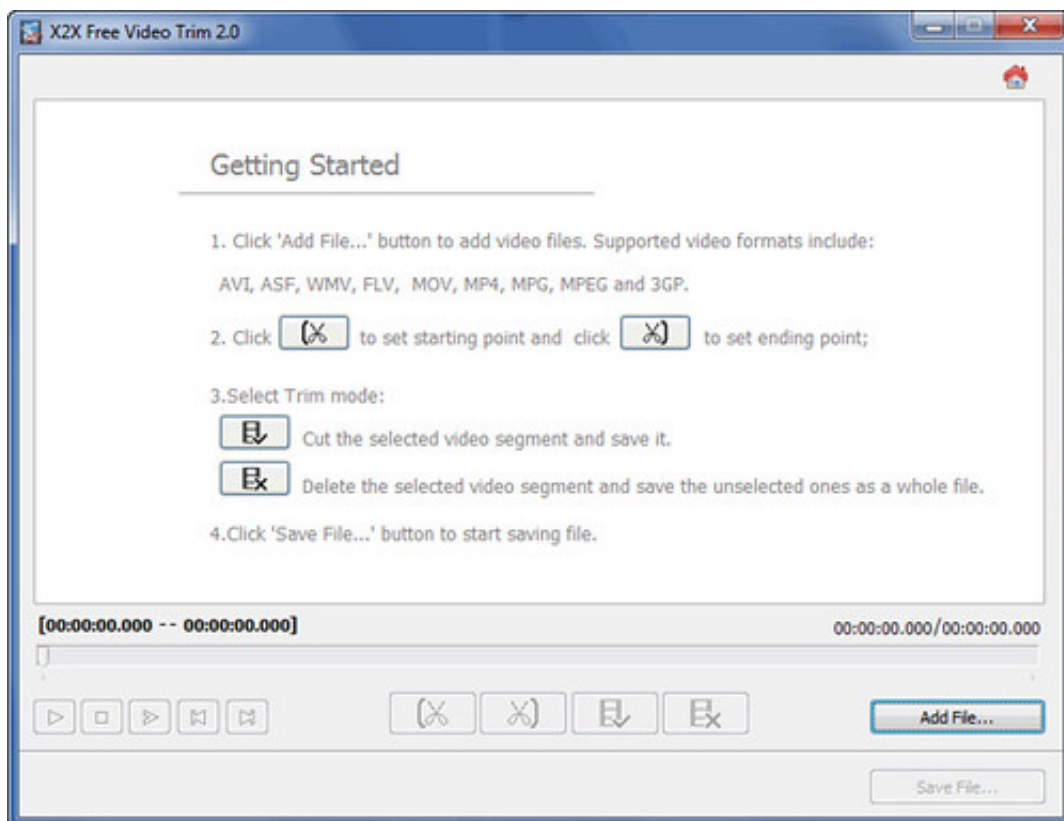 X2X Free Video Trim 2.0
Getting Started
1. Click 'Add File...' button to add video files. Supported video formats include:
AVI, ASF, WMV, FLV, MOV, MP4, MPG, MPEG and 3GP.
2. Click to set starting point and click to set ending point;
3.Select Trim mode:
Cut the selected video segment and save it.
Delete the selected video segment and save the unselected ones as a whole file.
4.Click 'Save File...' button to start saving file.
[00:00:00.000 -- 00:00:00.000]
00:00:00.000/00:00:00.000
Add File...
Save File...